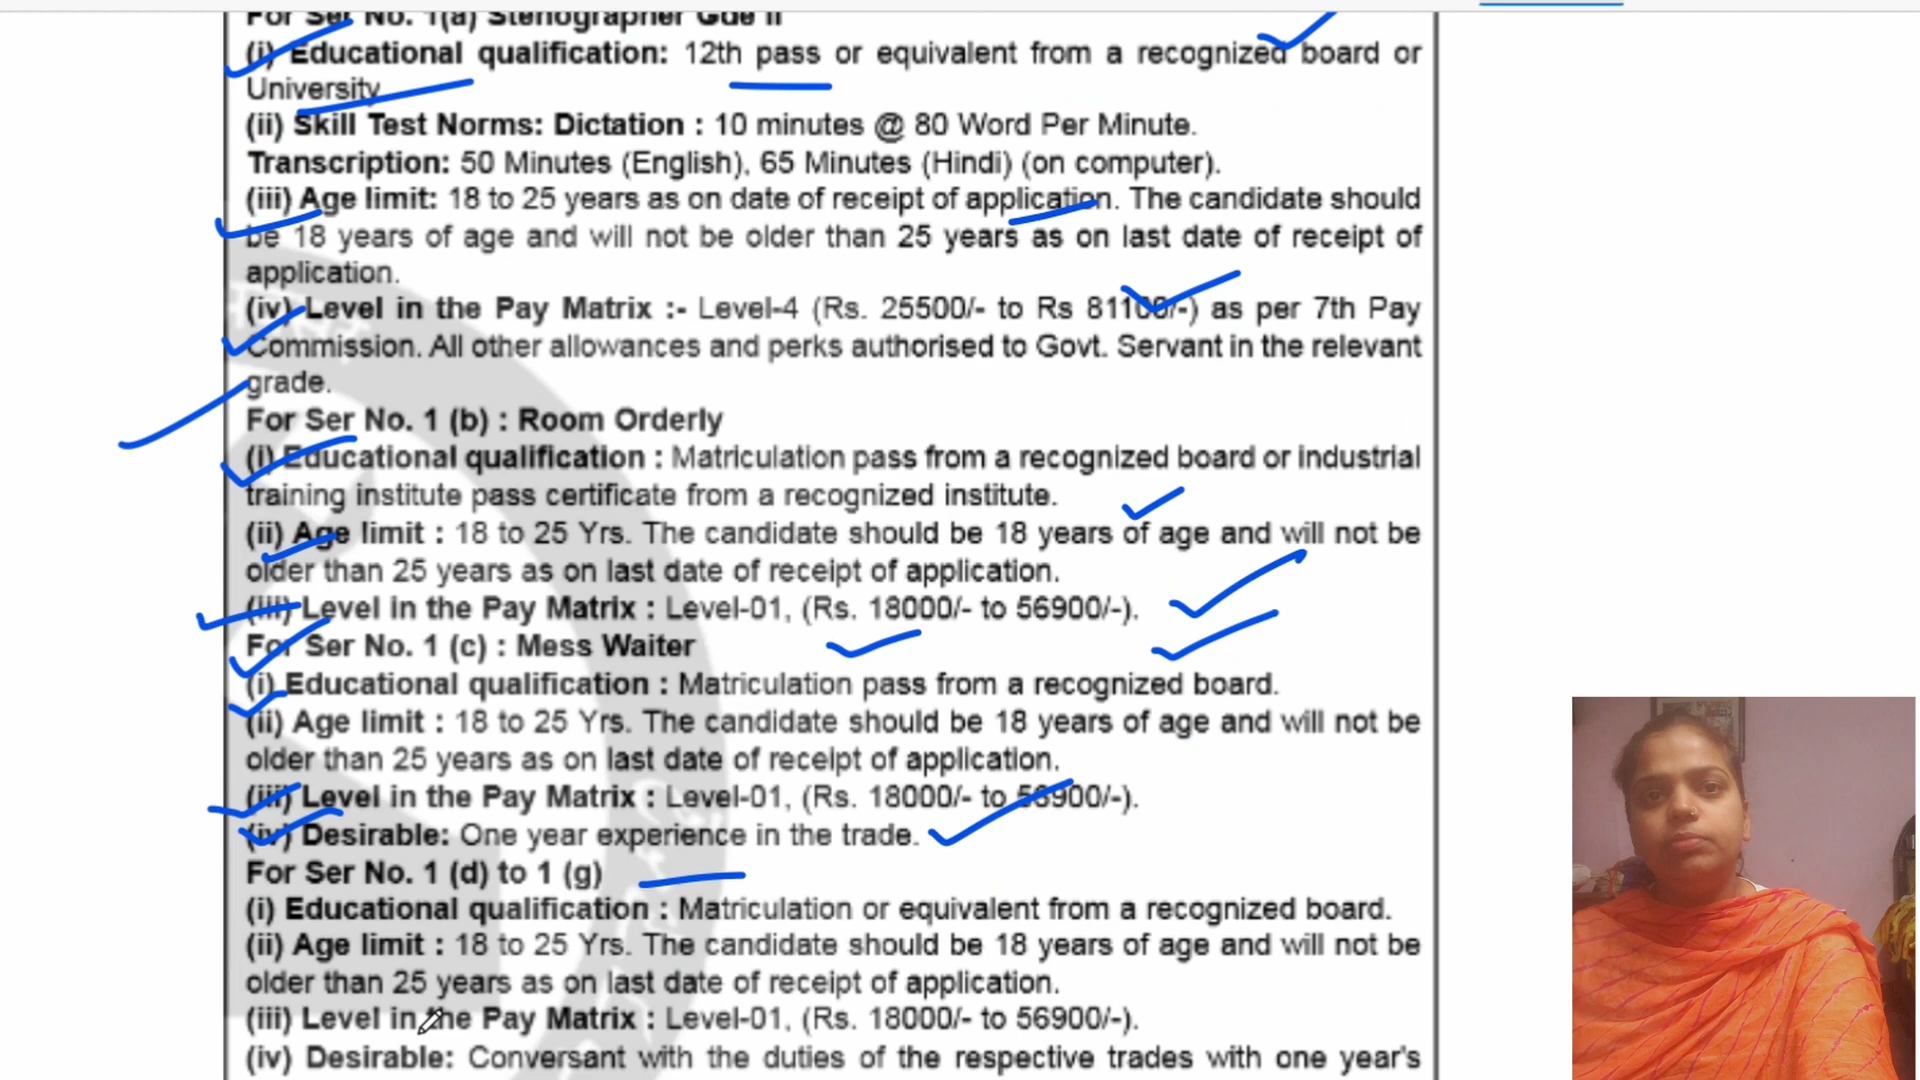 For Ser No. 1(a) Stenographer Gde II
(i) Educational qualification: 12th pass or equivalent from a recognized board or
University
(ii) Skill Test Norms: Dictation : 10 minutes @ 80 Word Per Minute.
Transcription: 50 Minutes (English), 65 Minutes (Hindi) (on computer).
(iii) Age limit: 18 to 25 years as on date of receipt of application. The candidate should
be 18 years of age and will not be older than 25 years as on last date of receipt of
application.
(iv) Level in the Pay Matrix :- Level-4 (Rs. 25500/- to Rs 81100/-) as per 7th Pay
Commission. All other allowances and perks authorised to Govt. Servant in the relevant
grade.
For Ser No. 1 (b) : Room Orderly
(i) Educational qualification : Matriculation pass from a recognized board or industrial
training institute pass certificate from a recognized institute.
(ii) Age limit : 18 to 25 Yrs. The candidate should be 18 years of age and will not be
older than 25 years as on last date of receipt of application.
(iii) Level in the Pay Matrix : Level-01, (Rs. 18000/- to 56900/-).
For Ser No. 1 (c) : Mess Waiter
(i) Educational qualification : Matriculation pass from a recognized board.
(ii) Age limit : 18 to 25 Yrs. The candidate should be 18 years of age and will not be
older than 25 years as on last date of receipt of application.
(iii) Level in the Pay Matrix : Level-01, (Rs. 18000/- to 56900/-).
(iv) Desirable: One year experience in the trade.
For Ser No. 1 (d) to 1 (g)
(i) Educational qualification : Matriculation or equivalent from a recognized board.
(ii) Age limit : 18 to 25 Yrs. The candidate should be 18 years of age and will not be
older than 25 years as on last date of receipt of application.
(iii) Level in the Pay Matrix : Level-01, (Rs. 18000/- to 56900/-).
(iv) Desirable: Conversant with the duties of the respective trades with one year's